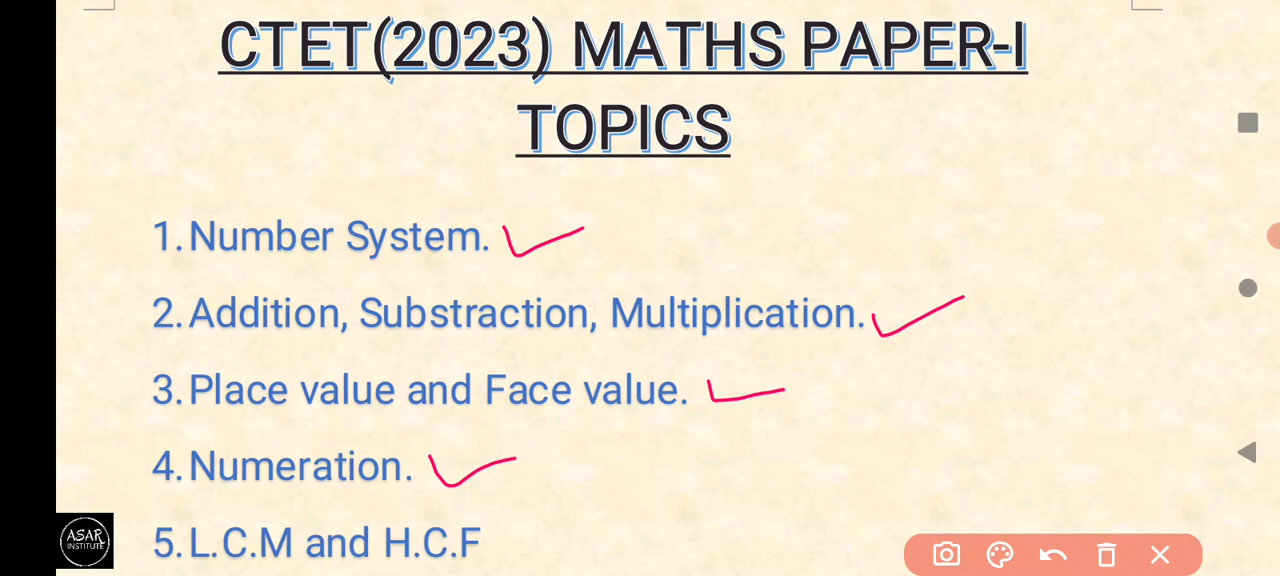 CTET(2023) MATHS PAPER-I
TOPICS
1.Number System.
2.Addition, Substraction, Multiplication.
3.Place value and Face value.
4.Numeration.
5.L.C.M and H.C.F
ASAR
INSTITUTE